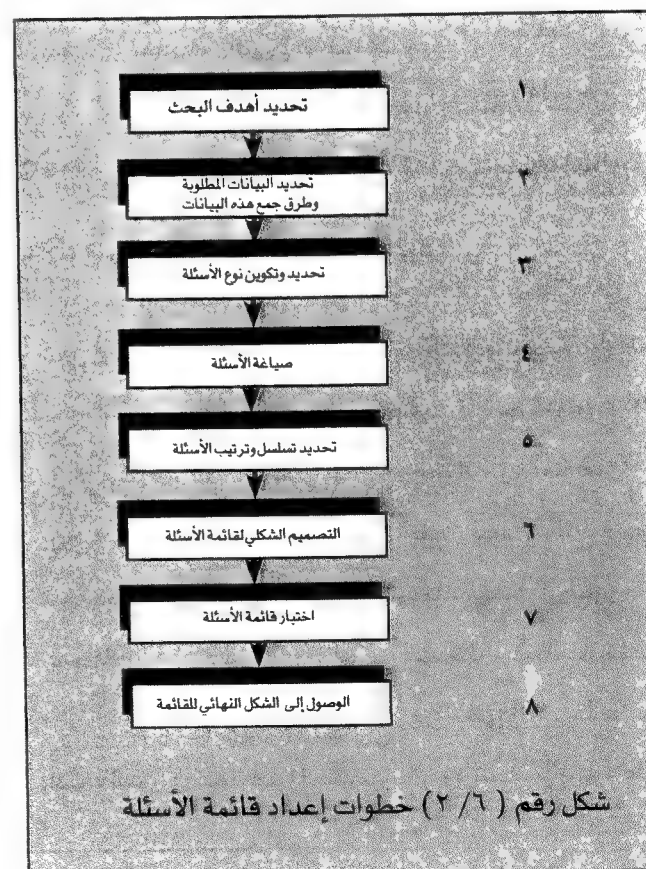 ١
تحديد أهدف البحث
٢
تحديد البيانات المطلوبة
وطرق جمع هذه البيانات
٣
تحديد وتكوين نوع الأسئلة
٤
صياغة الأسئلة
٥
تحديد تسلسل وترتيب الأسئلة
٦
التصميم الشكلي لقائمة الأسئلة
٧
اختبار قائمة الأسئلة
٨
الوصول إلى الشكل النهائي للقائمة
شكل رقم ( ٦ / ٢ ) خطوات إعداد قائمة الأسئلة